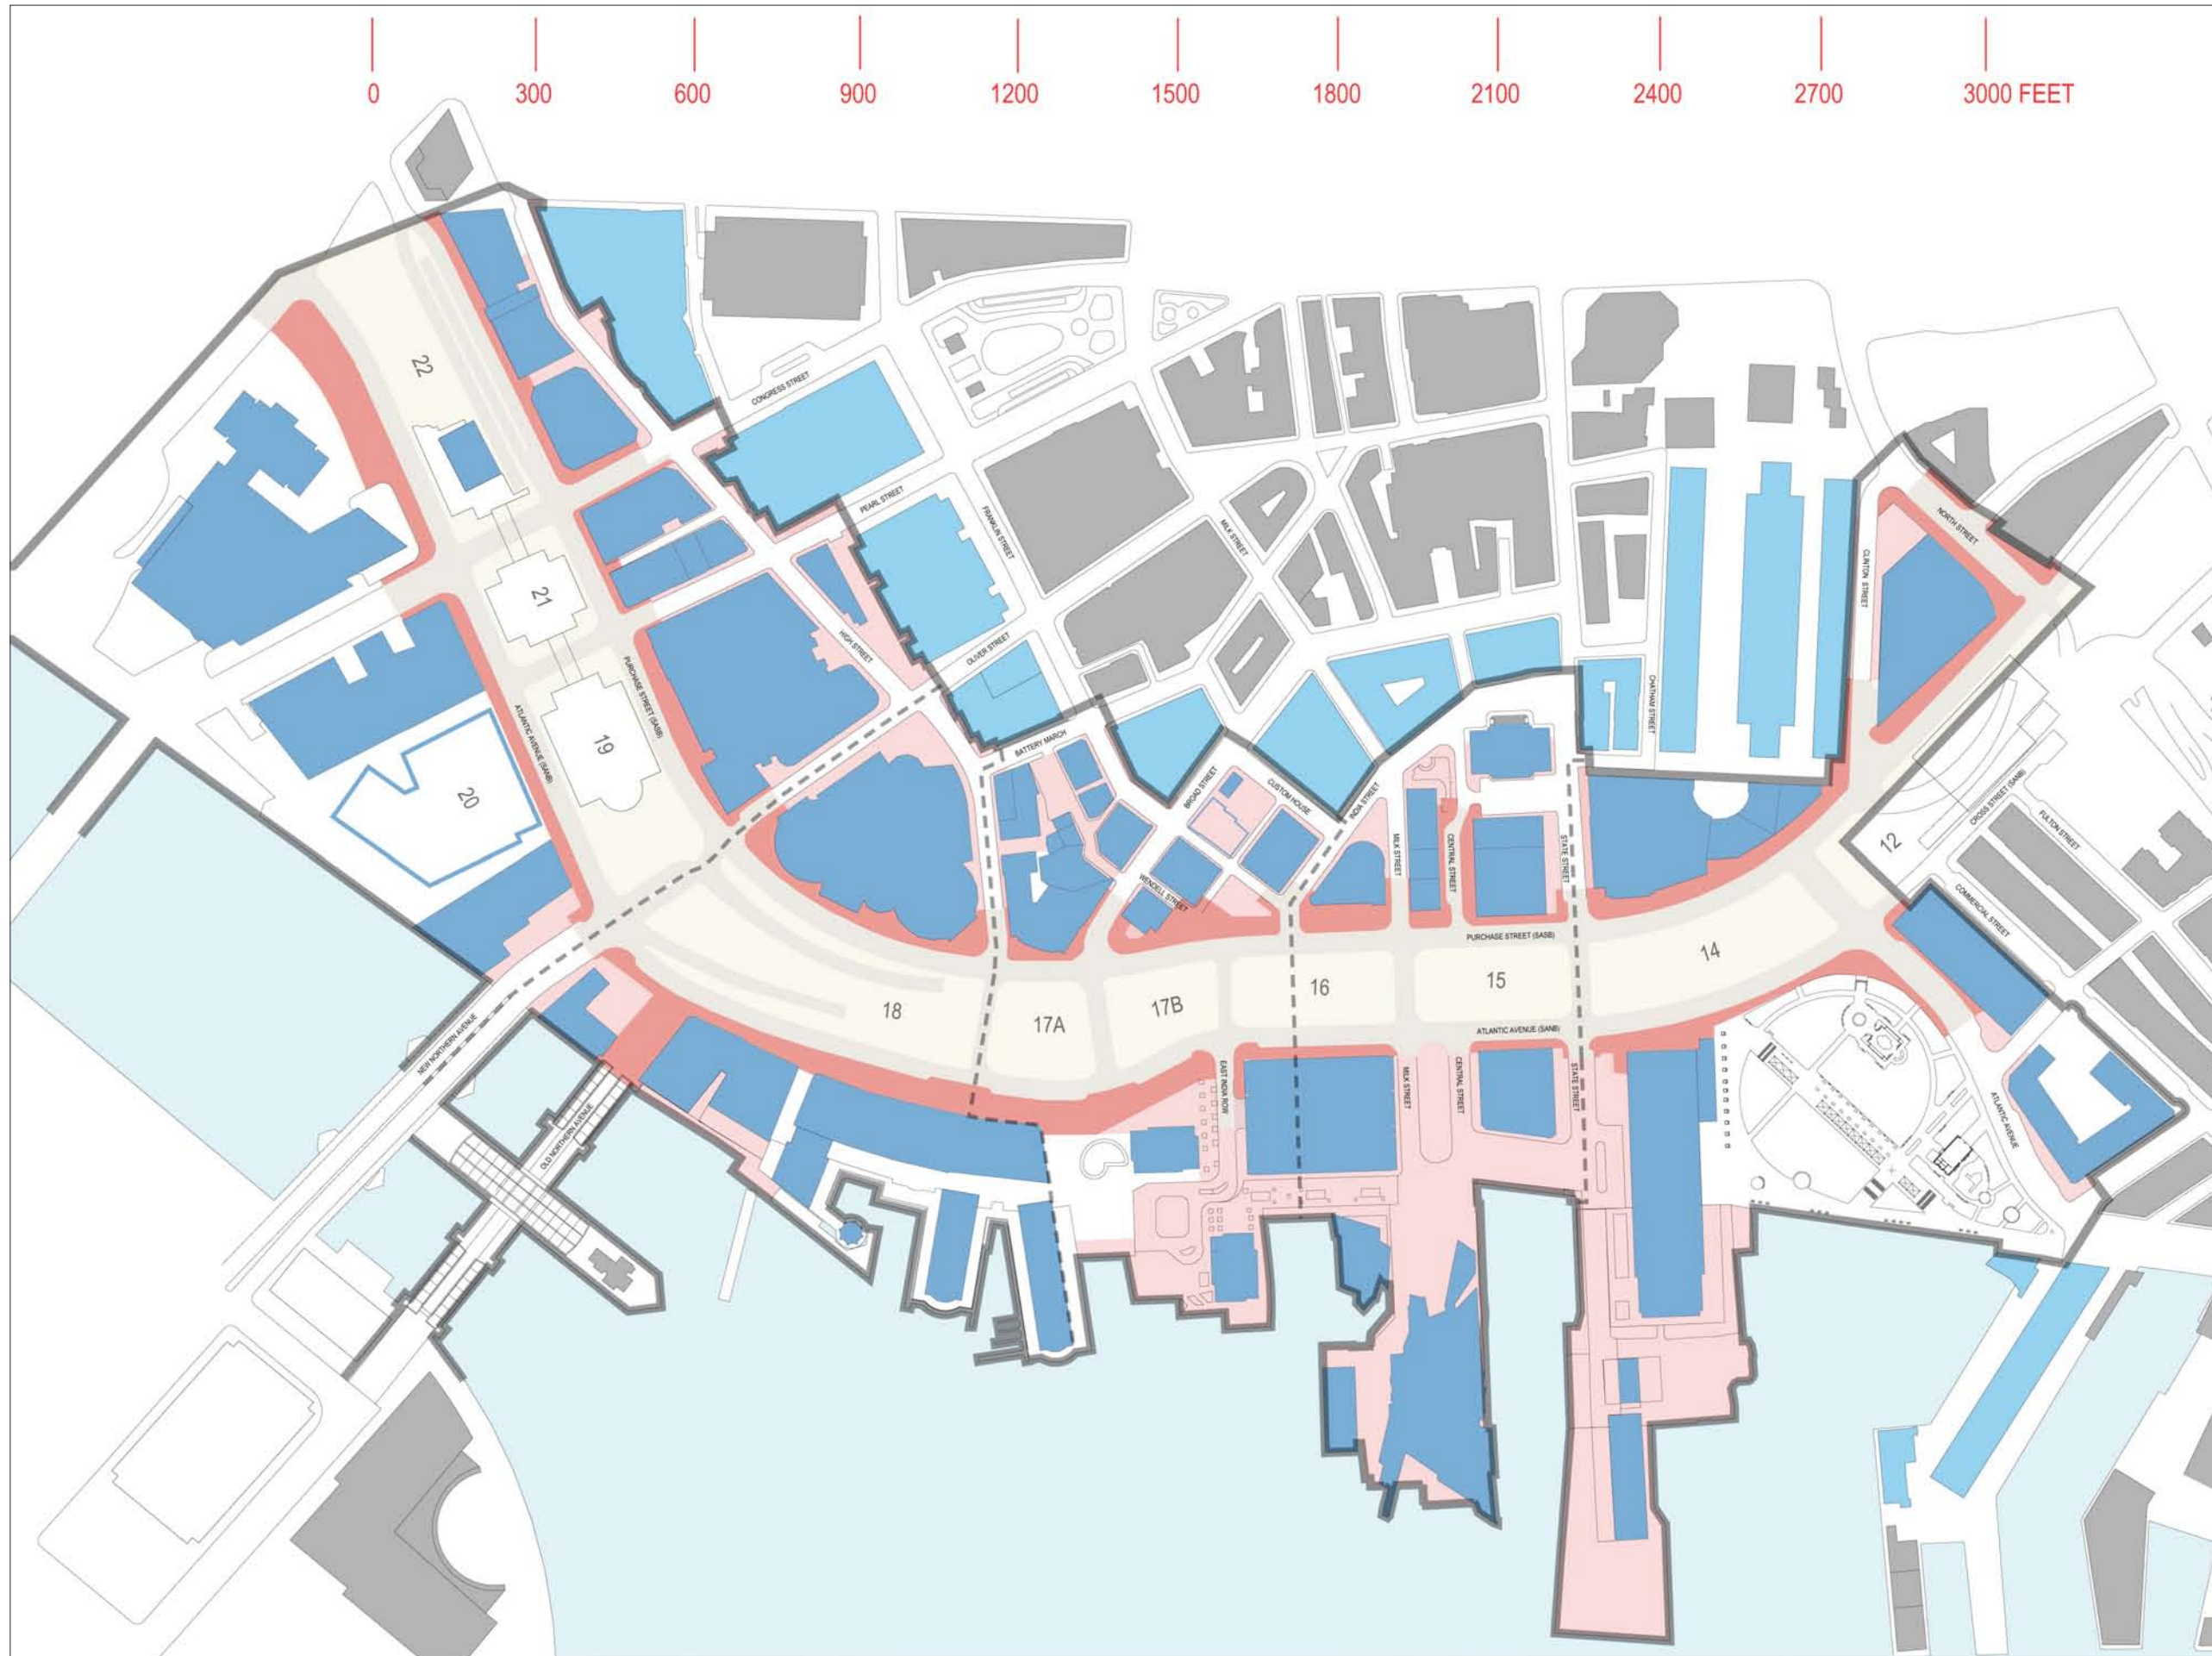 0
300
600
900
1200
1500
1800
2100
2400
2700
3000 FEET
22
CONGRESS STREET
PEARL STREET
FRANKLIN STREET
MILK STREET
NORTH STREET
CLINTON STREET
21
HIGH STREET
OLIVER STREET
PURCHASE STREET (SASB)
CHATHAM STREET
ATLANTIC AVENUE (SANB)
19
BATTERY MARCH
20
BROAD STREET
CUSTOM HOUSE
INDIA STREET
MILK STREET
CENTRAL STREET
STATE STREET
WENDELL STREET
12
CROSS STREET (SANB)
FULTON STREET
COMMERCIAL STREET
PURCHASE STREET (SASB)
14
15
16
17B
17A
18
ATLANTIC AVENUE (SANB)
NEW NORTHERN AVENUE
OLD NORTHERN AVENUE
EAST INDIA ROW
MILK STREET
CENTRAL STREET
STATE STREET
ATLANTIC AVENUE